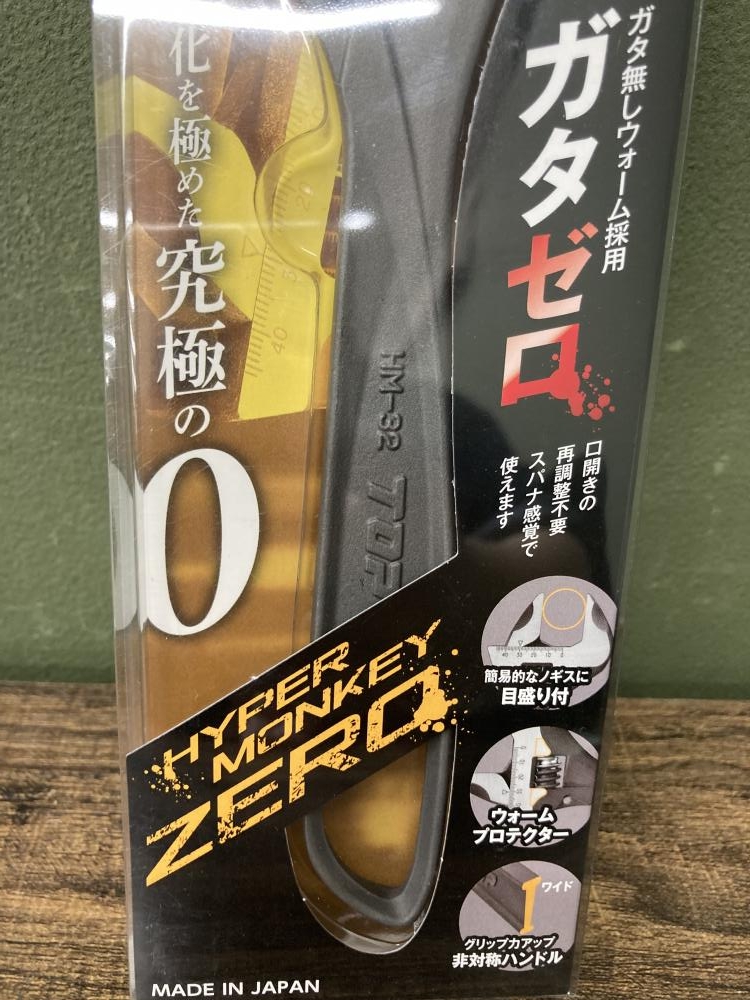 ガタ無しウォーム採用
ガタゼロ
口開きの
再調整不要
スパナ感覚で
使えます
化を極めた究極の
0
20
40
HM-32
HYPER
MONKEY
ZERO
簡易的なノギスに
目盛り付
ウォーム
プロテクター
ワイド
グリップ力アップ
非対称ハンドル
MADE IN JAPAN